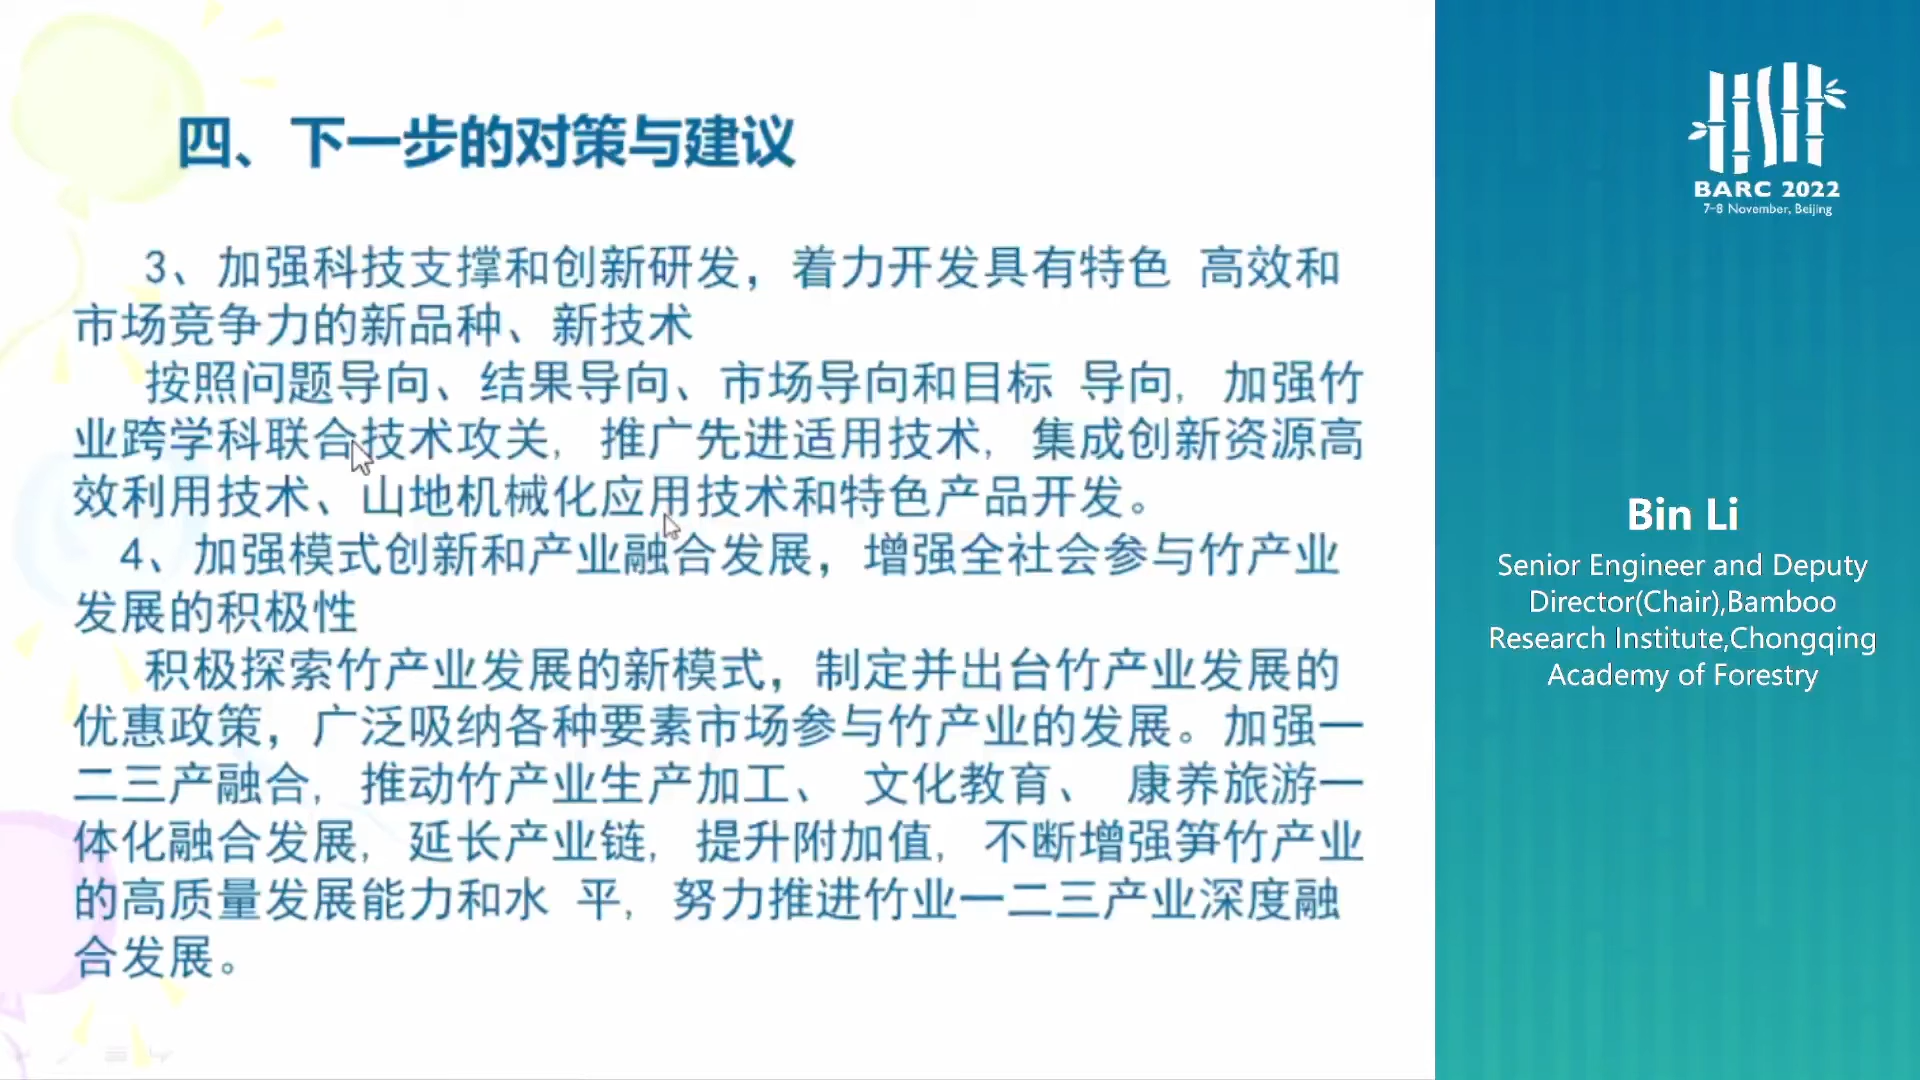 四、下一步的对策与建议
3、加强科技支撑和创新研发，着力开发具有特色 高效和
市场竞争力的新品种、新技术
按照问题导向、结果导向、市场导向和目标 导向，加强竹
业跨学科联合技术攻关，推广先进适用技术，集成创新资源高
效利用技术、山地机械化应用技术和特色产品开发。
4、加强模式创新和产业融合发展，增强全社会参与竹产业
发展的积极性
积极探索竹产业发展的新模式，制定并出台竹产业发展的
优惠政策，广泛吸纳各种要素市场参与竹产业的发展。加强一
二三产融合，推动竹产业生产加工、 文化教育、 康养旅游一
体化融合发展，延长产业链，提升附加值，不断增强笋竹产业
的高质量发展能力和水 平，努力推进竹业一二三产业深度融
合发展。
BARC 2022
7-8 November, Beijing
Bin Li
Senior Engineer and Deputy
Director(Chair),Bamboo
Research Institute,Chongqing
Academy of Forestry